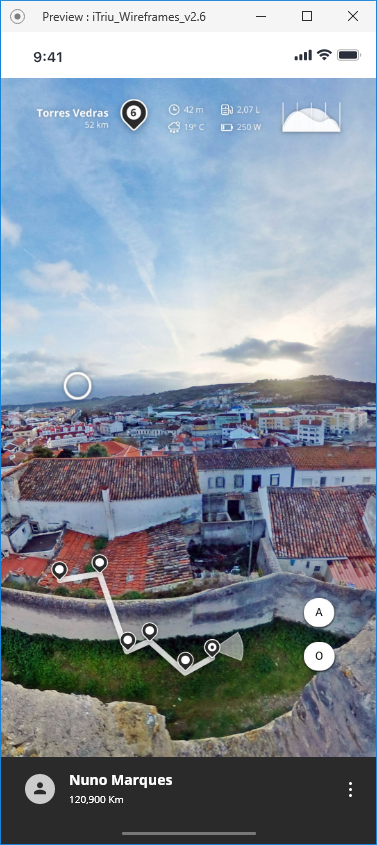 Preview : iTriu_Wireframes_v2.6
9:41
Torres Vedras
52 km
6
42 m
2,07 L
19° C
250 W
A
O
Nuno Marques
120,900 Km